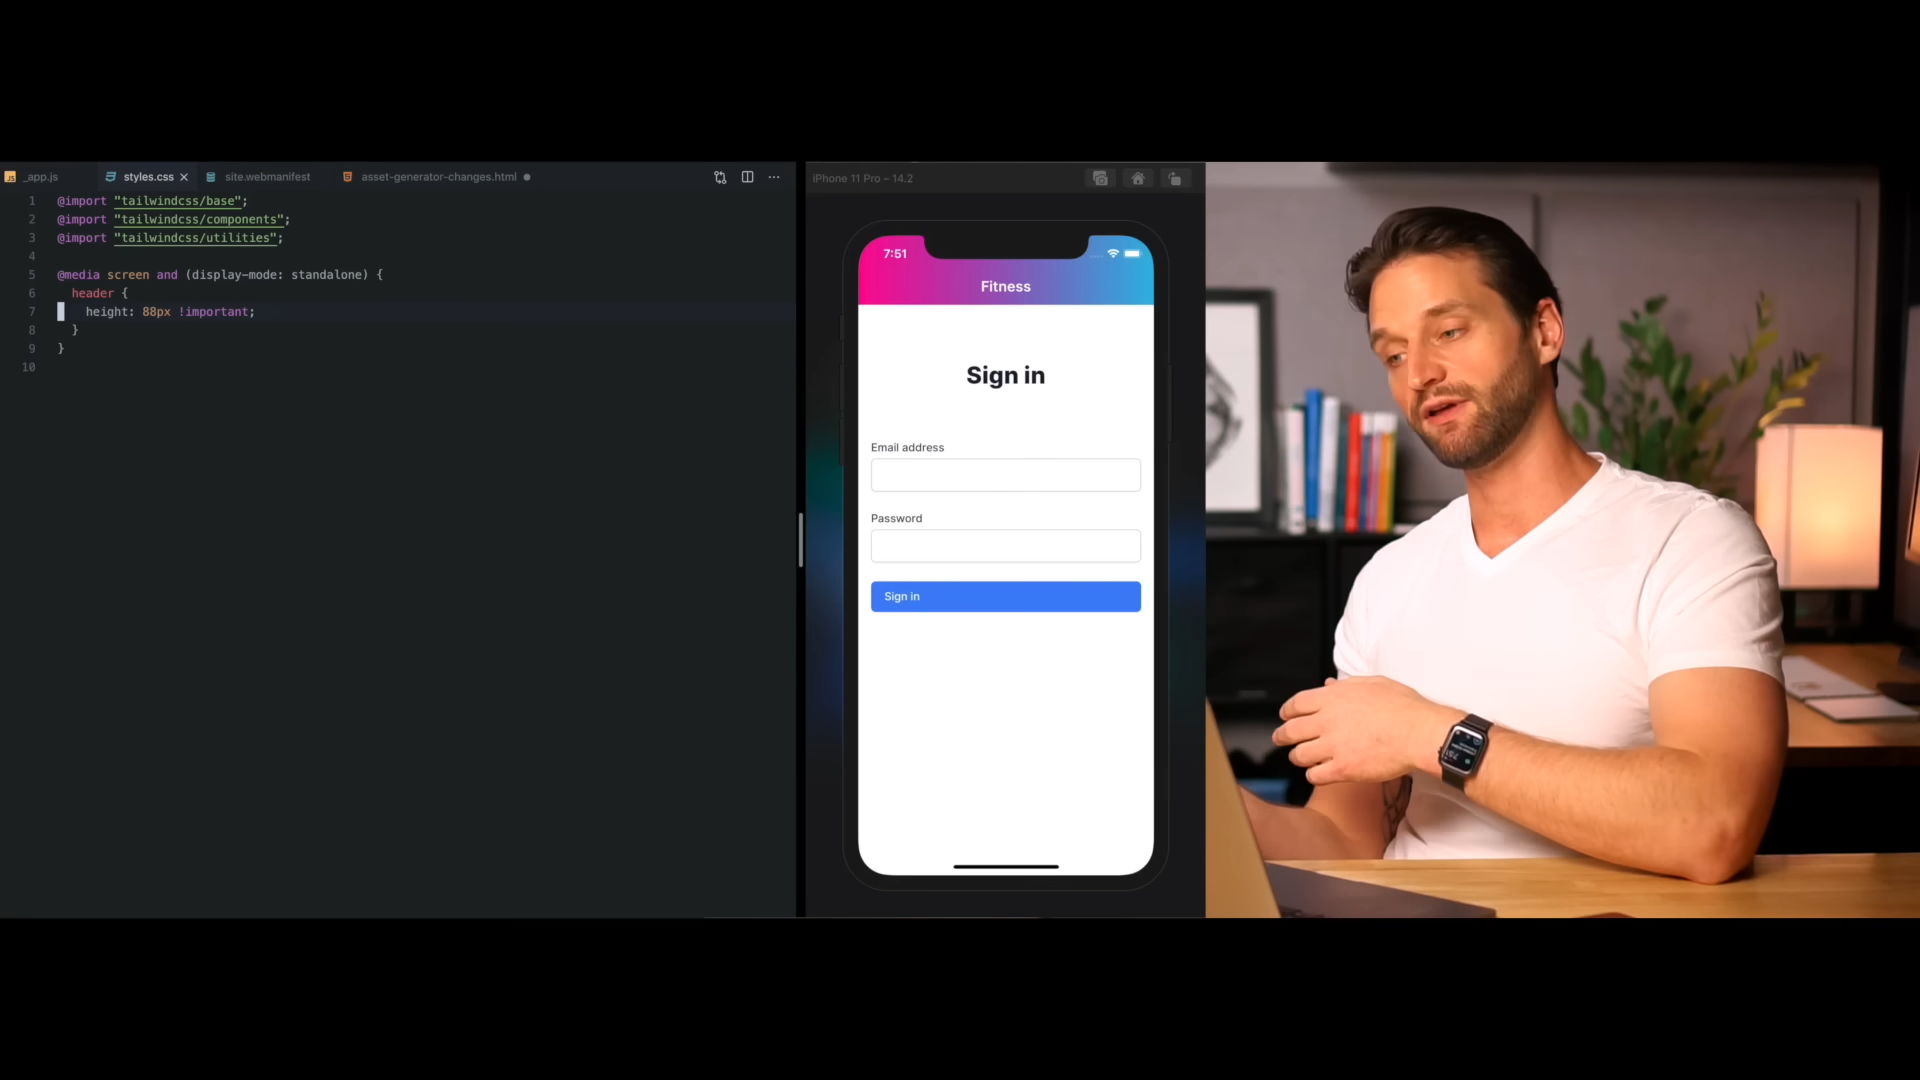 _app.js
styles.css
site.webmanifest
asset-generator-changes.html
1 @import "tailwindcss/base";
2 @import "tailwindcss/components";
3 @import "tailwindcss/utilities";
4
5 @media screen and (display-mode: standalone) {
6 header {
7 height: 88px !important;
8 }
9 }
10
iPhone 11 Pro – 14.2
7:51
Fitness
Sign in
Email address
Password
Sign in